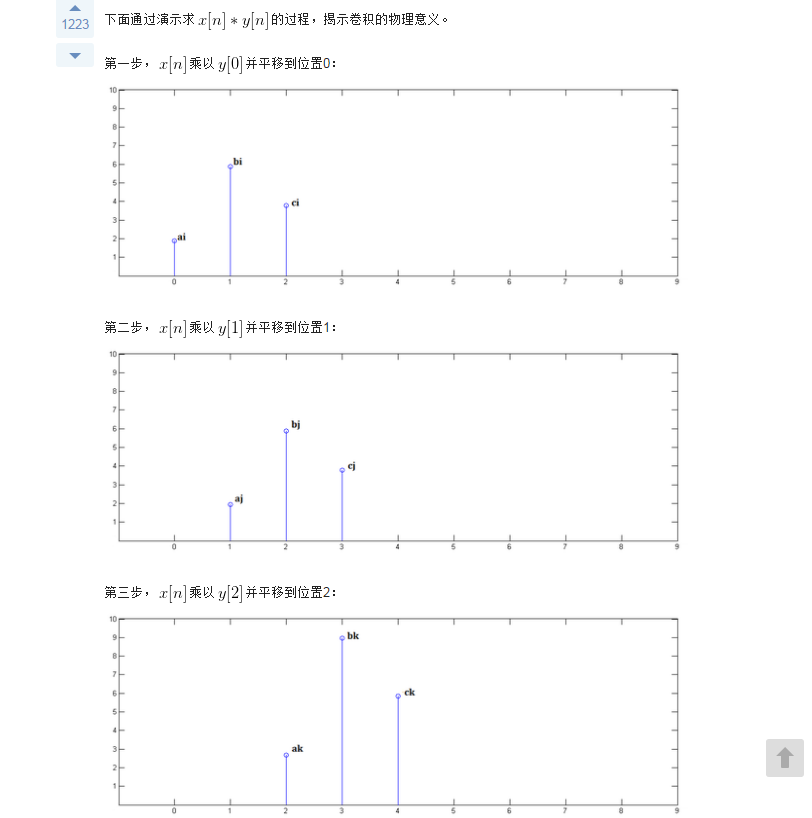 1223
下面通过演示求 x[n] * y[n] 的过程，揭示卷积的物理意义。
第一步， x[n] 乘以 y[0] 并平移到位置0：
10
9
8
7
6
5
4
3
2
1
bi
ci
ai
0 1 2 3 4 5 6 7 8 9
第二步， x[n] 乘以 y[1] 并平移到位置1：
10
9
8
7
6
5
4
3
2
1
bj
cj
aj
0 1 2 3 4 5 6 7 8 9
第三步， x[n] 乘以 y[2] 并平移到位置2：
10
9
8
7
6
5
4
3
2
1
bk
ck
ak
0 1 2 3 4 5 6 7 8 9